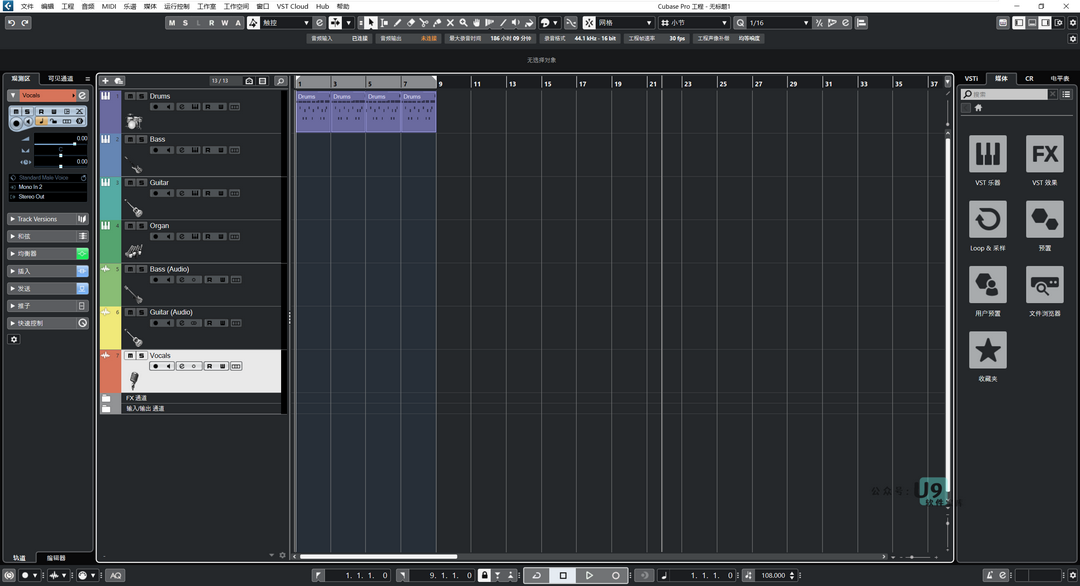 文件 编辑 工程 音频 MIDI 乐谱 媒体 运行控制 工作室 工作空间 窗口 VST Cloud Hub 帮助
Cubase Pro 工程 - 无标题1
M S L R W A 触控 网格 小节 Q 1/16
音频输入 已连接 音频输出 未连接 最大录音时间 186 小时 09 分钟 录音格式 44.1 kHz - 16 bit 工程帧速率 30 fps 工程声像补偿 均等响度
无选择对象
观测区 可见通道
13 / 13
1 3 5 7 9 11 13 15 17 19 21 23 25 27 29 31 33 35 37
VSTi 媒体 CR 电平表
Vocals
搜索
0.00
C
0.00
Standard Male Voice
Mono In 2
Stereo Out
Track Versions
和弦
均衡器
插入
发送
推子
快速控制
1 Drums
2 Bass
3 Guitar
4 Organ
5 Bass (Audio)
6 Guitar (Audio)
7 Vocals
FX 通道
输入/输出 通道
Drums Drums Drums Drums
VST 乐器 FX VST 效果
Loop & 采样 预置
用户预置 文件浏览器
收藏夹
公众号:U9
软件
轨道 编辑器
AQ
1. 1. 1. 0
9. 1. 1. 0
1. 1. 1. 0
108.000